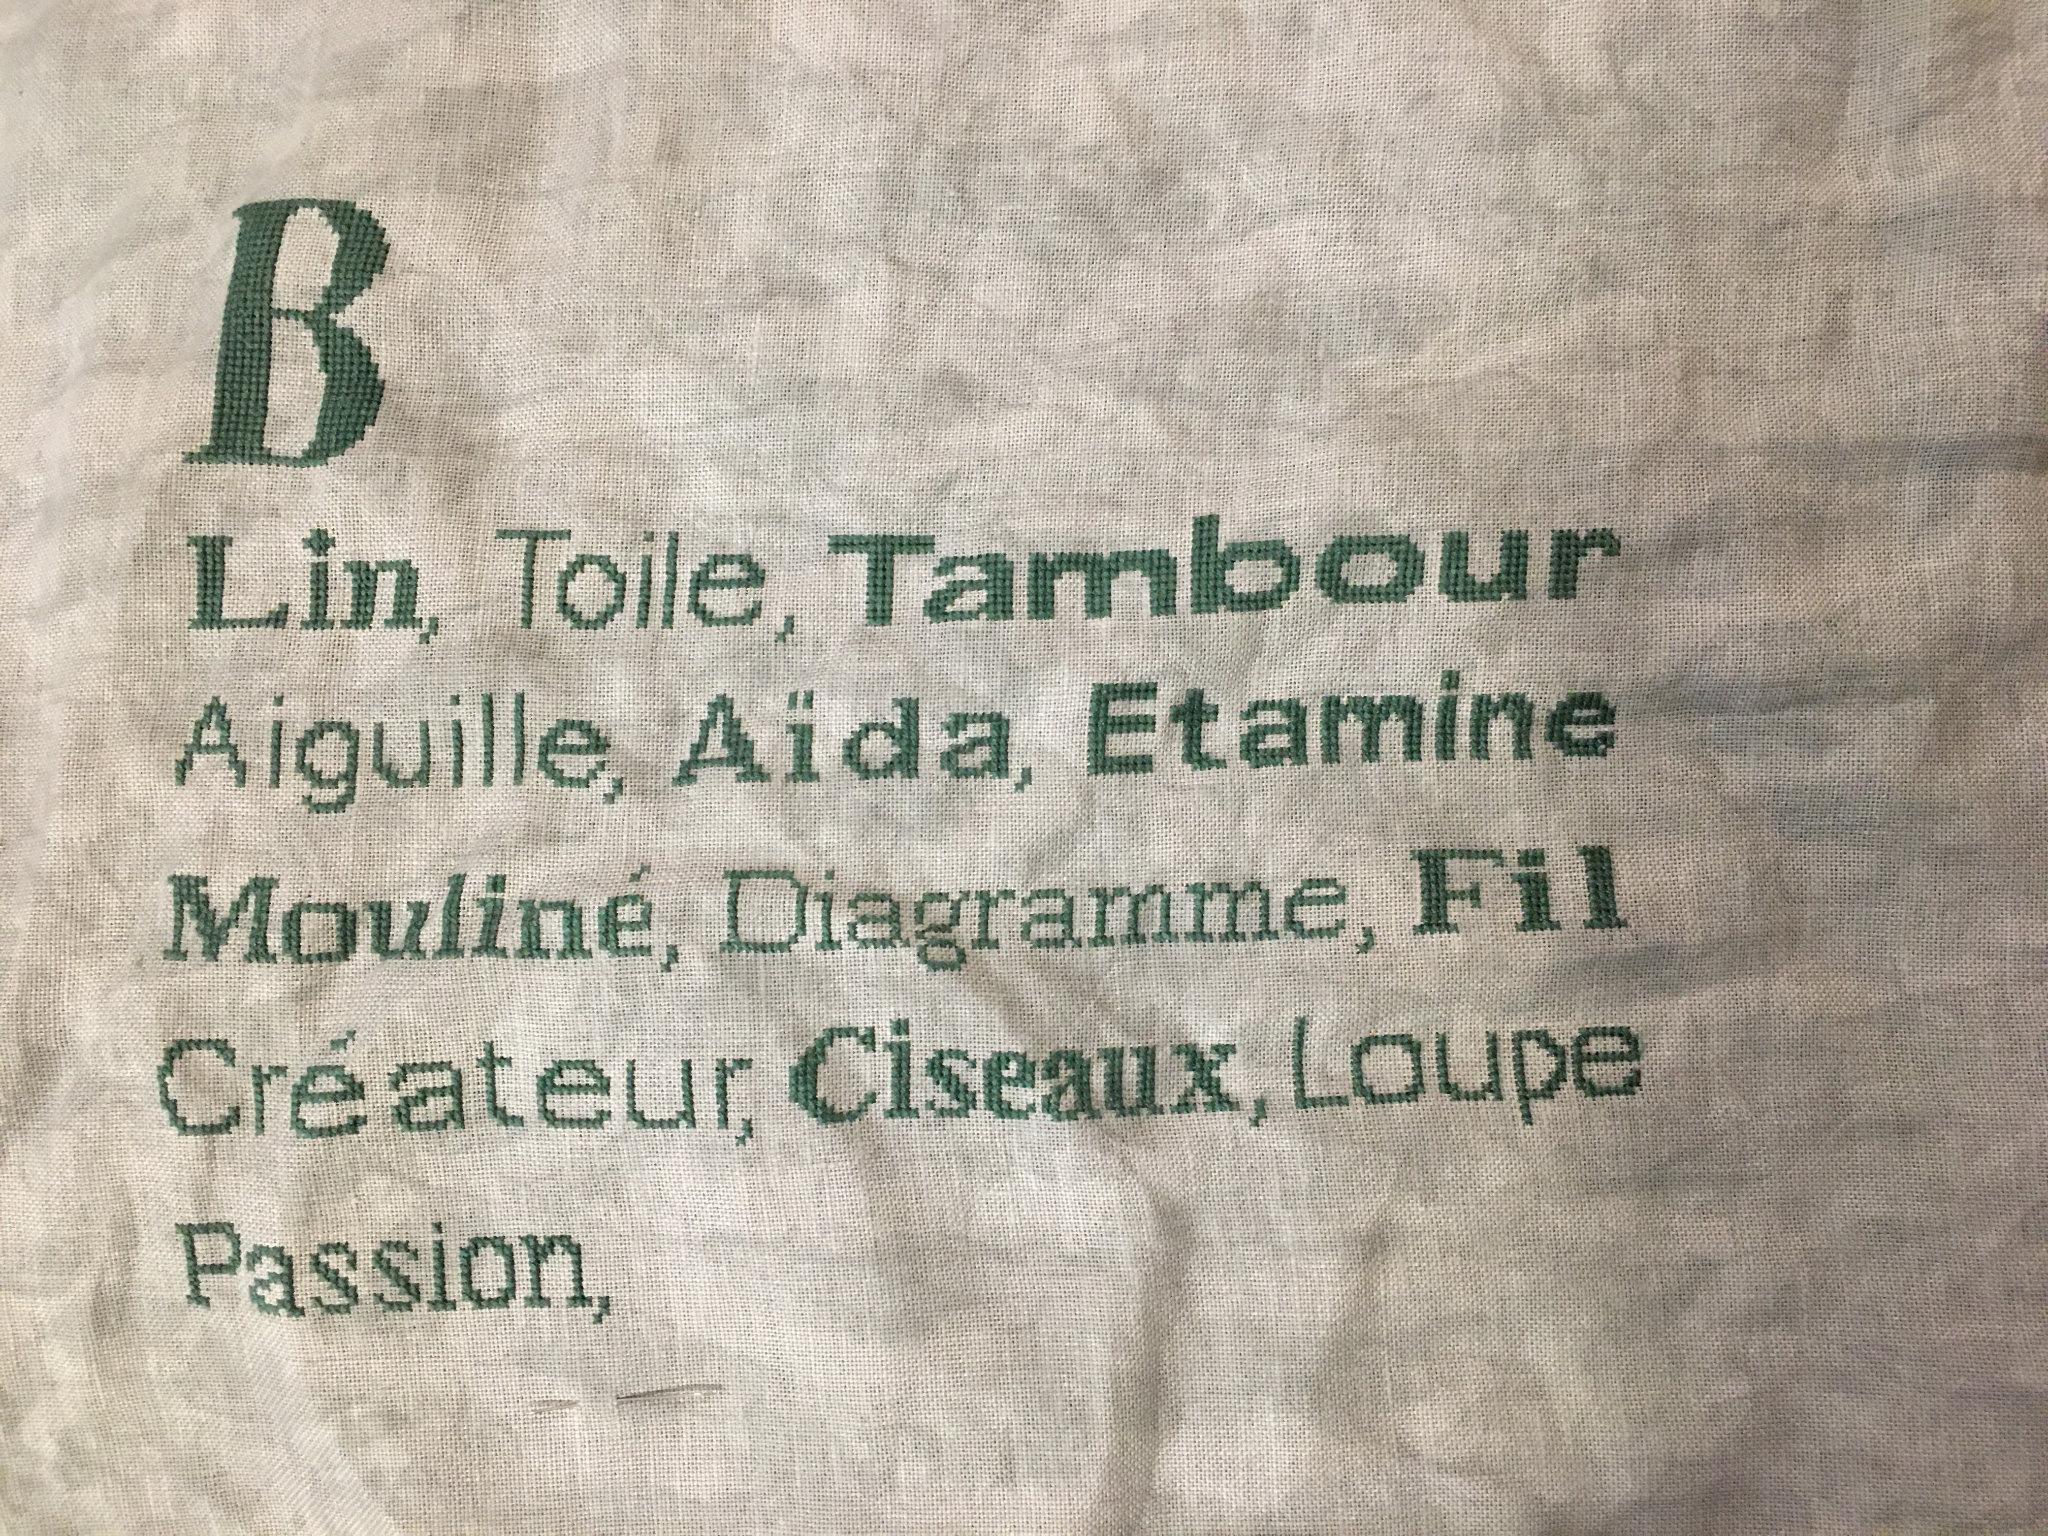 B
Lin, Toile, Tambour
Aiguille, Aïda, Etamine
Mouliné, Diagramme, Fil
Créateur, Ciseaux, Loupe
Passion,